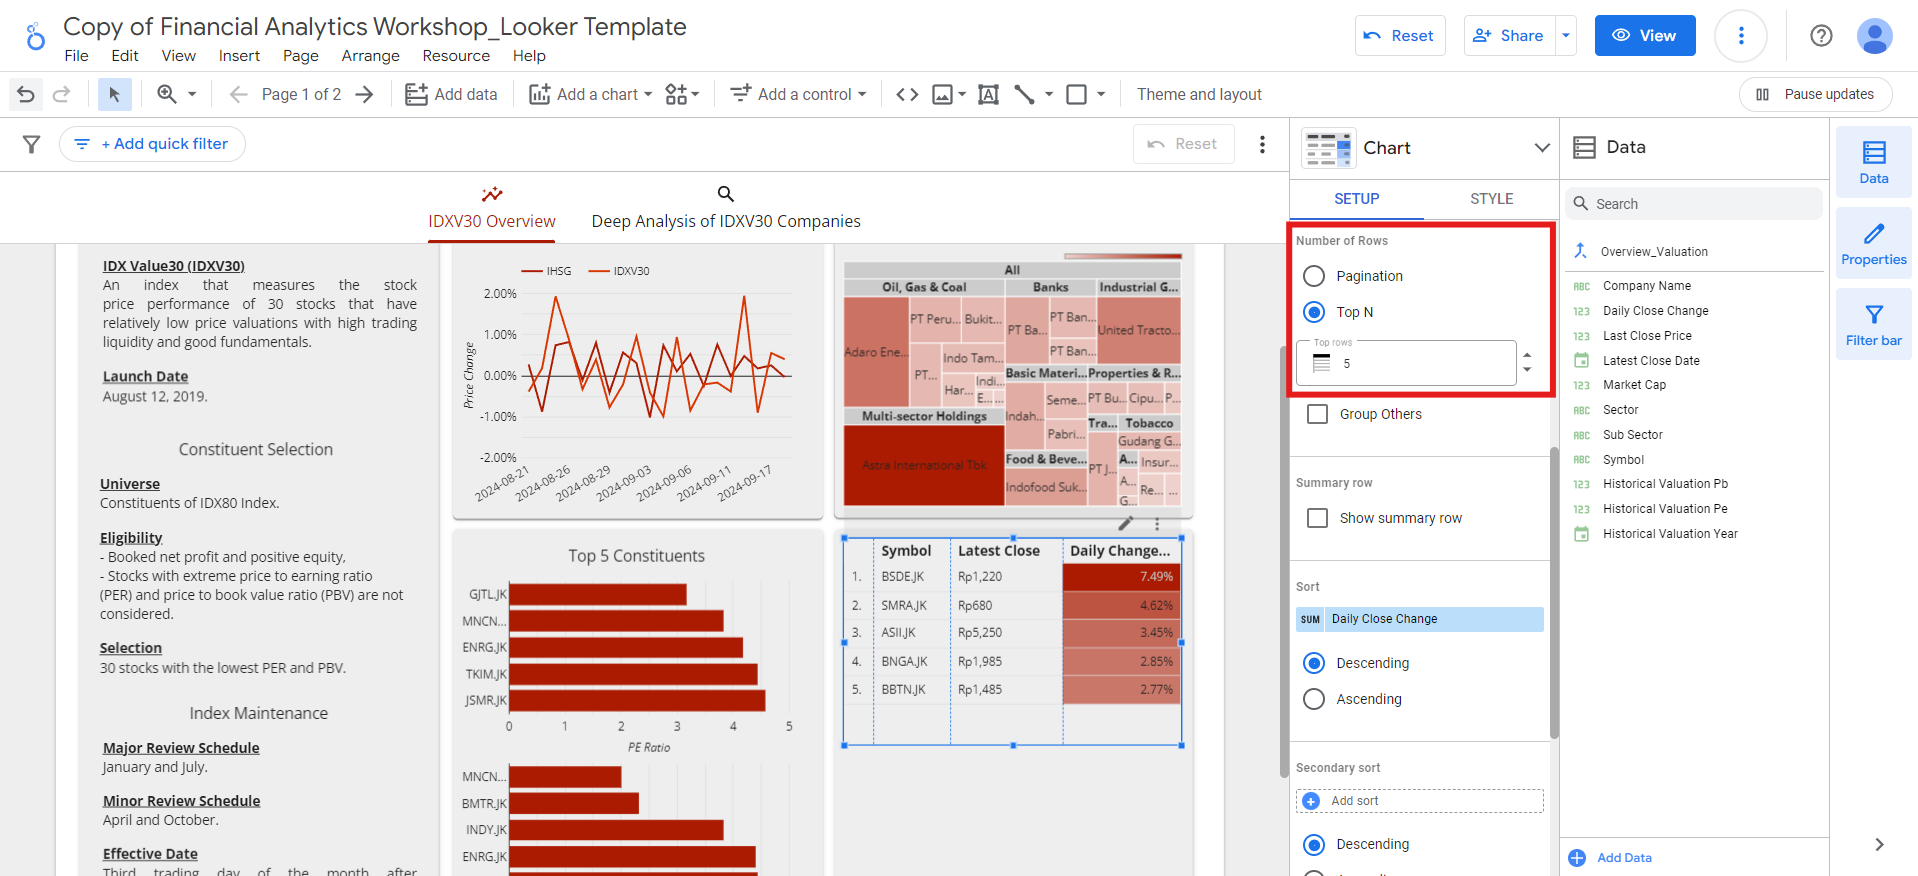 Copy of Financial Analytics Workshop_Looker Template
File Edit View Insert Page Arrange Resource Help
Reset
Share
View
Page 1 of 2
Add data
Add a chart
Add a control
Theme and layout
Pause updates
+ Add quick filter
Reset
IDXV30 Overview
Deep Analysis of IDXV30 Companies
IDX Value30 (IDXV30)
An index that measures the stock
price performance of 30 stocks that have
relatively low price valuations with high trading
liquidity and good fundamentals.
Launch Date
August 12, 2019.
Constituent Selection
Universe
Constituents of IDX80 Index.
Eligibility
- Booked net profit and positive equity,
- Stocks with extreme price to earning ratio
(PER) and price to book value ratio (PBV) are not
considered.
Selection
30 stocks with the lowest PER and PBV.
Index Maintenance
Major Review Schedule
January and July.
Minor Review Schedule
April and October.
Effective Date
Third trading day of the month after
IHSG
IDXV30
Price Change
2.00%
1.00%
0.00%
-1.00%
-2.00%
2024-08-21
2024-08-26
2024-08-29
2024-09-03
2024-09-06
2024-09-11
2024-09-17
Top 5 Constituents
GJTL.JK
MNCN...
ENRG.JK
TKIM.JK
JSMR.JK
0 1 2 3 4 5
PE Ratio
MNCN...
BMTR.JK
INDY.JK
ENRG.JK
All
Oil, Gas & Coal
Banks
Industrial G...
Adaro Ene...
PT Peru...
Bukit...
PT...
Indo Tam...
Har...
Indi...
E...
PT Ba...
PT Ban...
PT Ban...
United Tracto...
Basic Materi...
Properties & R...
Indah...
Seme...
Pabri...
PT Bu...
Cipu...
P...
Multi-sector Holdings
Astra International Tbk
Tra...
Tobacco
PT J...
Gudang G...
Food & Beve...
Indofood Suk...
A...
Insur...
A...
G...
Re...
...
Symbol Latest Close Daily Change...
1. BSDE.JK Rp1,220 7.49%
2. SMRA.JK Rp680 4.62%
3. ASII.JK Rp5,250 3.45%
4. BNGA.JK Rp1,985 2.85%
5. BBTN.JK Rp1,485 2.77%
Chart
SETUP
STYLE
Number of Rows
Pagination
Top N
Top rows
5
Group Others
Summary row
Show summary row
Sort
SUM Daily Close Change
Descending
Ascending
Secondary sort
Add sort
Descending
Data
Search
Overview_Valuation
ABC Company Name
123 Daily Close Change
123 Last Close Price
Latest Close Date
123 Market Cap
ABC Sector
ABC Sub Sector
ABC Symbol
123 Historical Valuation Pb
123 Historical Valuation Pe
Historical Valuation Year
Add Data
Data
Properties
Filter bar